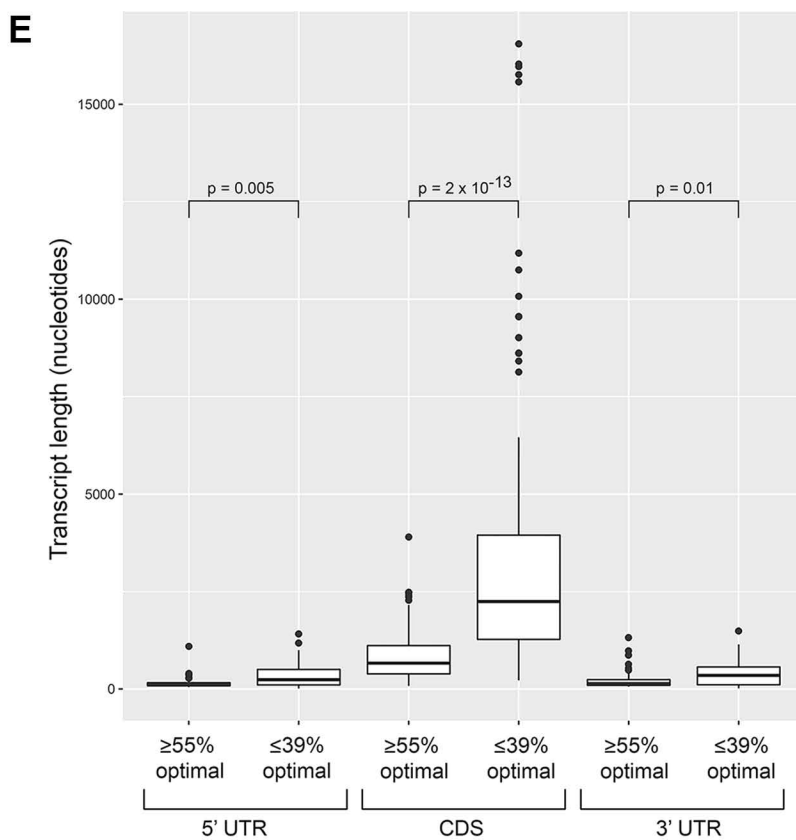 E
Transcript length (nucleotides)
15000
10000
5000
0
p = 0.005
p = 2 x 10-13
p = 0.01
≥55% optimal
≤39% optimal
≥55% optimal
≤39% optimal
≥55% optimal
≤39% optimal
5’ UTR
CDS
3’ UTR